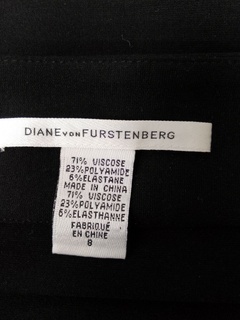 DIANE VON FURSTENBERG
71% VISCOSE
23%POLYAMIDE
6%ELASTANE
MADE IN CHINA
71% VISCOSE
23%POLYAMIDE
6%ELASTHANNE
FABRIQUÉ
EN CHINE
8